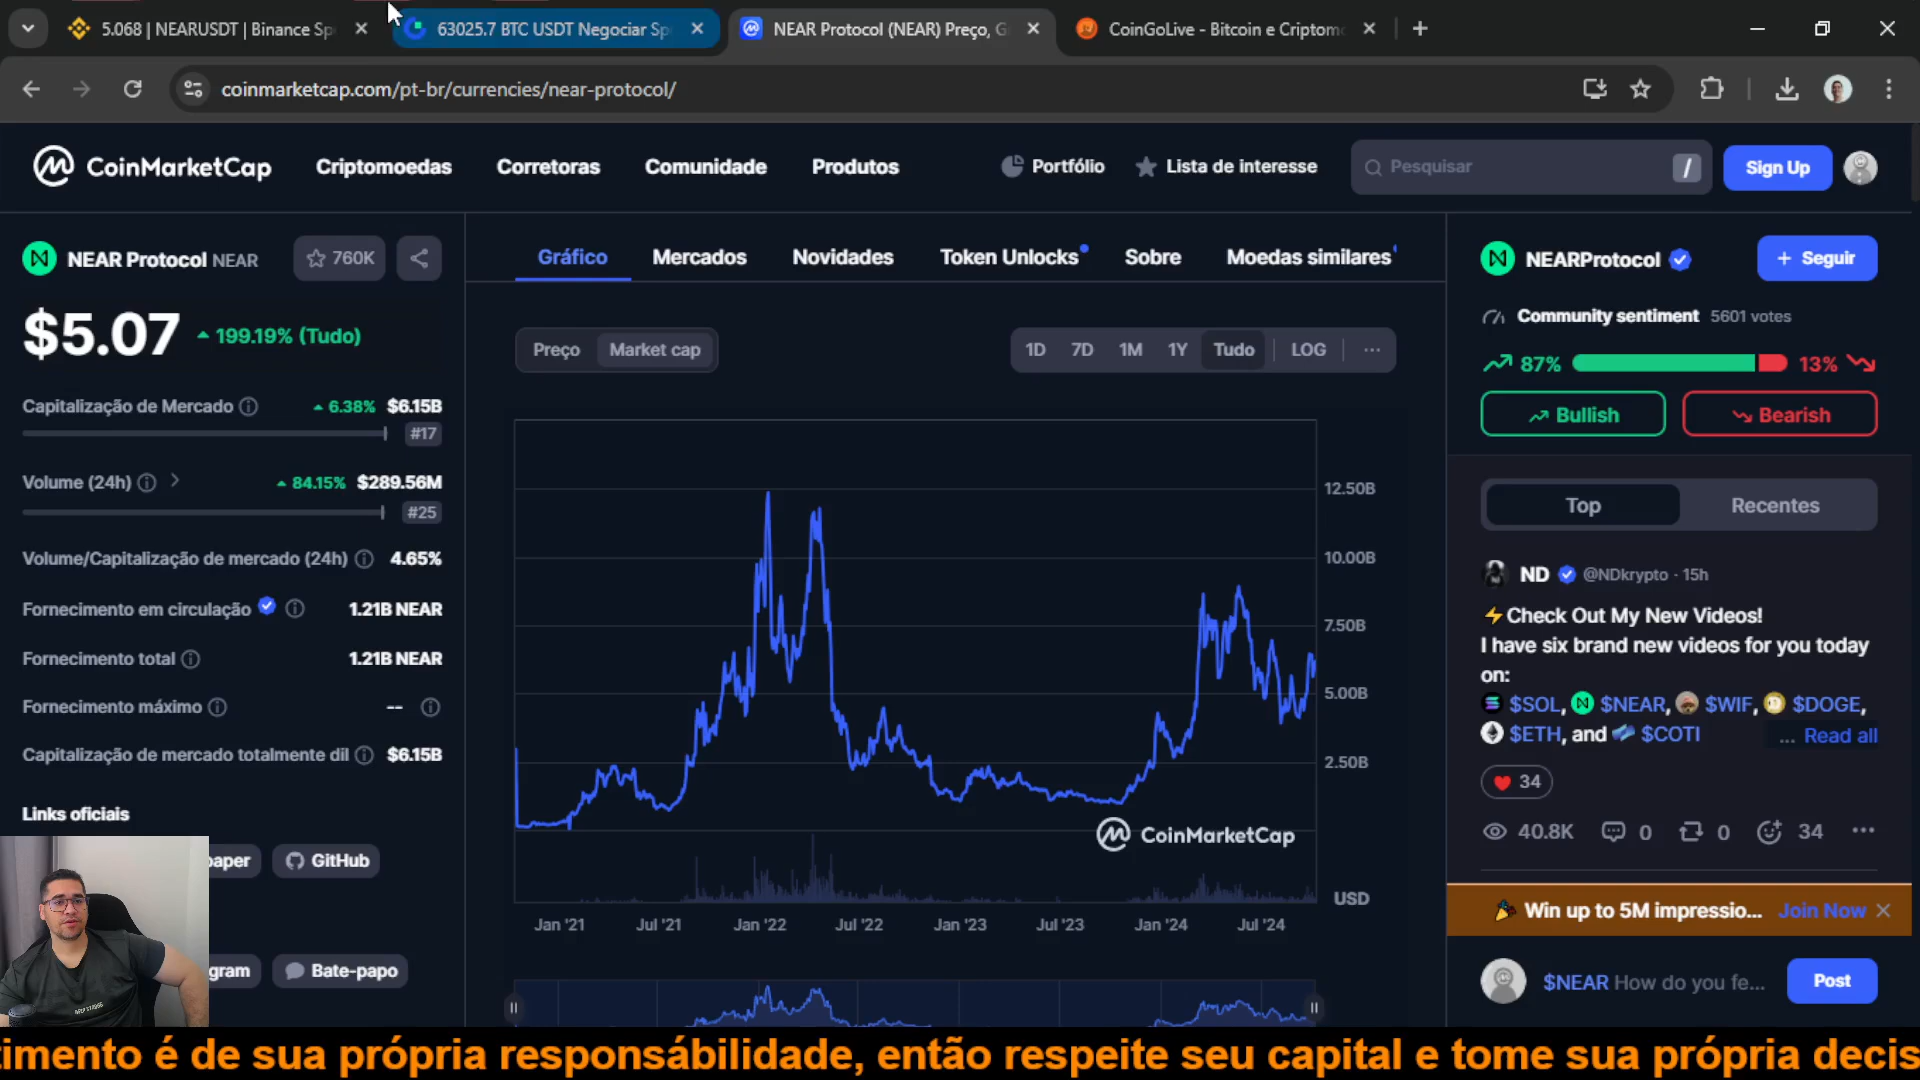 5.068 | NEARUSDT | Binance Sp
63025.7 BTC USDT Negociar Sp
NEAR Protocol (NEAR) Preço, G
CoinGoLive - Bitcoin e Criptom
coinmarketcap.com/pt-br/currencies/near-protocol/
CoinMarketCap
Criptomoedas
Corretoras
Comunidade
Produtos
Portfólio
Lista de interesse
Pesquisar
/
Sign Up
NEAR Protocol NEAR
760K
$5.07
199.19% (Tudo)
Capitalização de Mercado
6.38% $6.15B
#17
Volume (24h)
84.15% $289.56M
#25
Volume/Capitalização de mercado (24h)
4.65%
Fornecimento em circulação
1.21B NEAR
Fornecimento total
1.21B NEAR
Fornecimento máximo
--
Capitalização de mercado totalmente dil
$6.15B
Links oficiais
GitHub
Bate-papo
Gráfico
Mercados
Novidades
Token Unlocks
Sobre
Moedas similares
Preço
Market cap
1D
7D
1M
1Y
Tudo
LOG
...
12.50B
10.00B
7.50B
5.00B
2.50B
CoinMarketCap
USD
Jan '21
Jul '21
Jan '22
Jul '22
Jan '23
Jul '23
Jan '24
Jul '24
NEARProtocol
+ Seguir
Community sentiment 5601 votes
87%
13%
Bullish
Bearish
Top
Recentes
ND @NDkrypto · 15h
⚡Check Out My New Videos!
I have six brand new videos for you today
on:
$SOL, $NEAR, $WIF, $DOGE,
$ETH, and $COTI ... Read all
34
40.8K
0
0
34
Win up to 5M impressio... Join Now
$NEAR How do you fe...
Post
timento é de sua própria responsábilidade, então respeite seu capital e tome sua própria decis